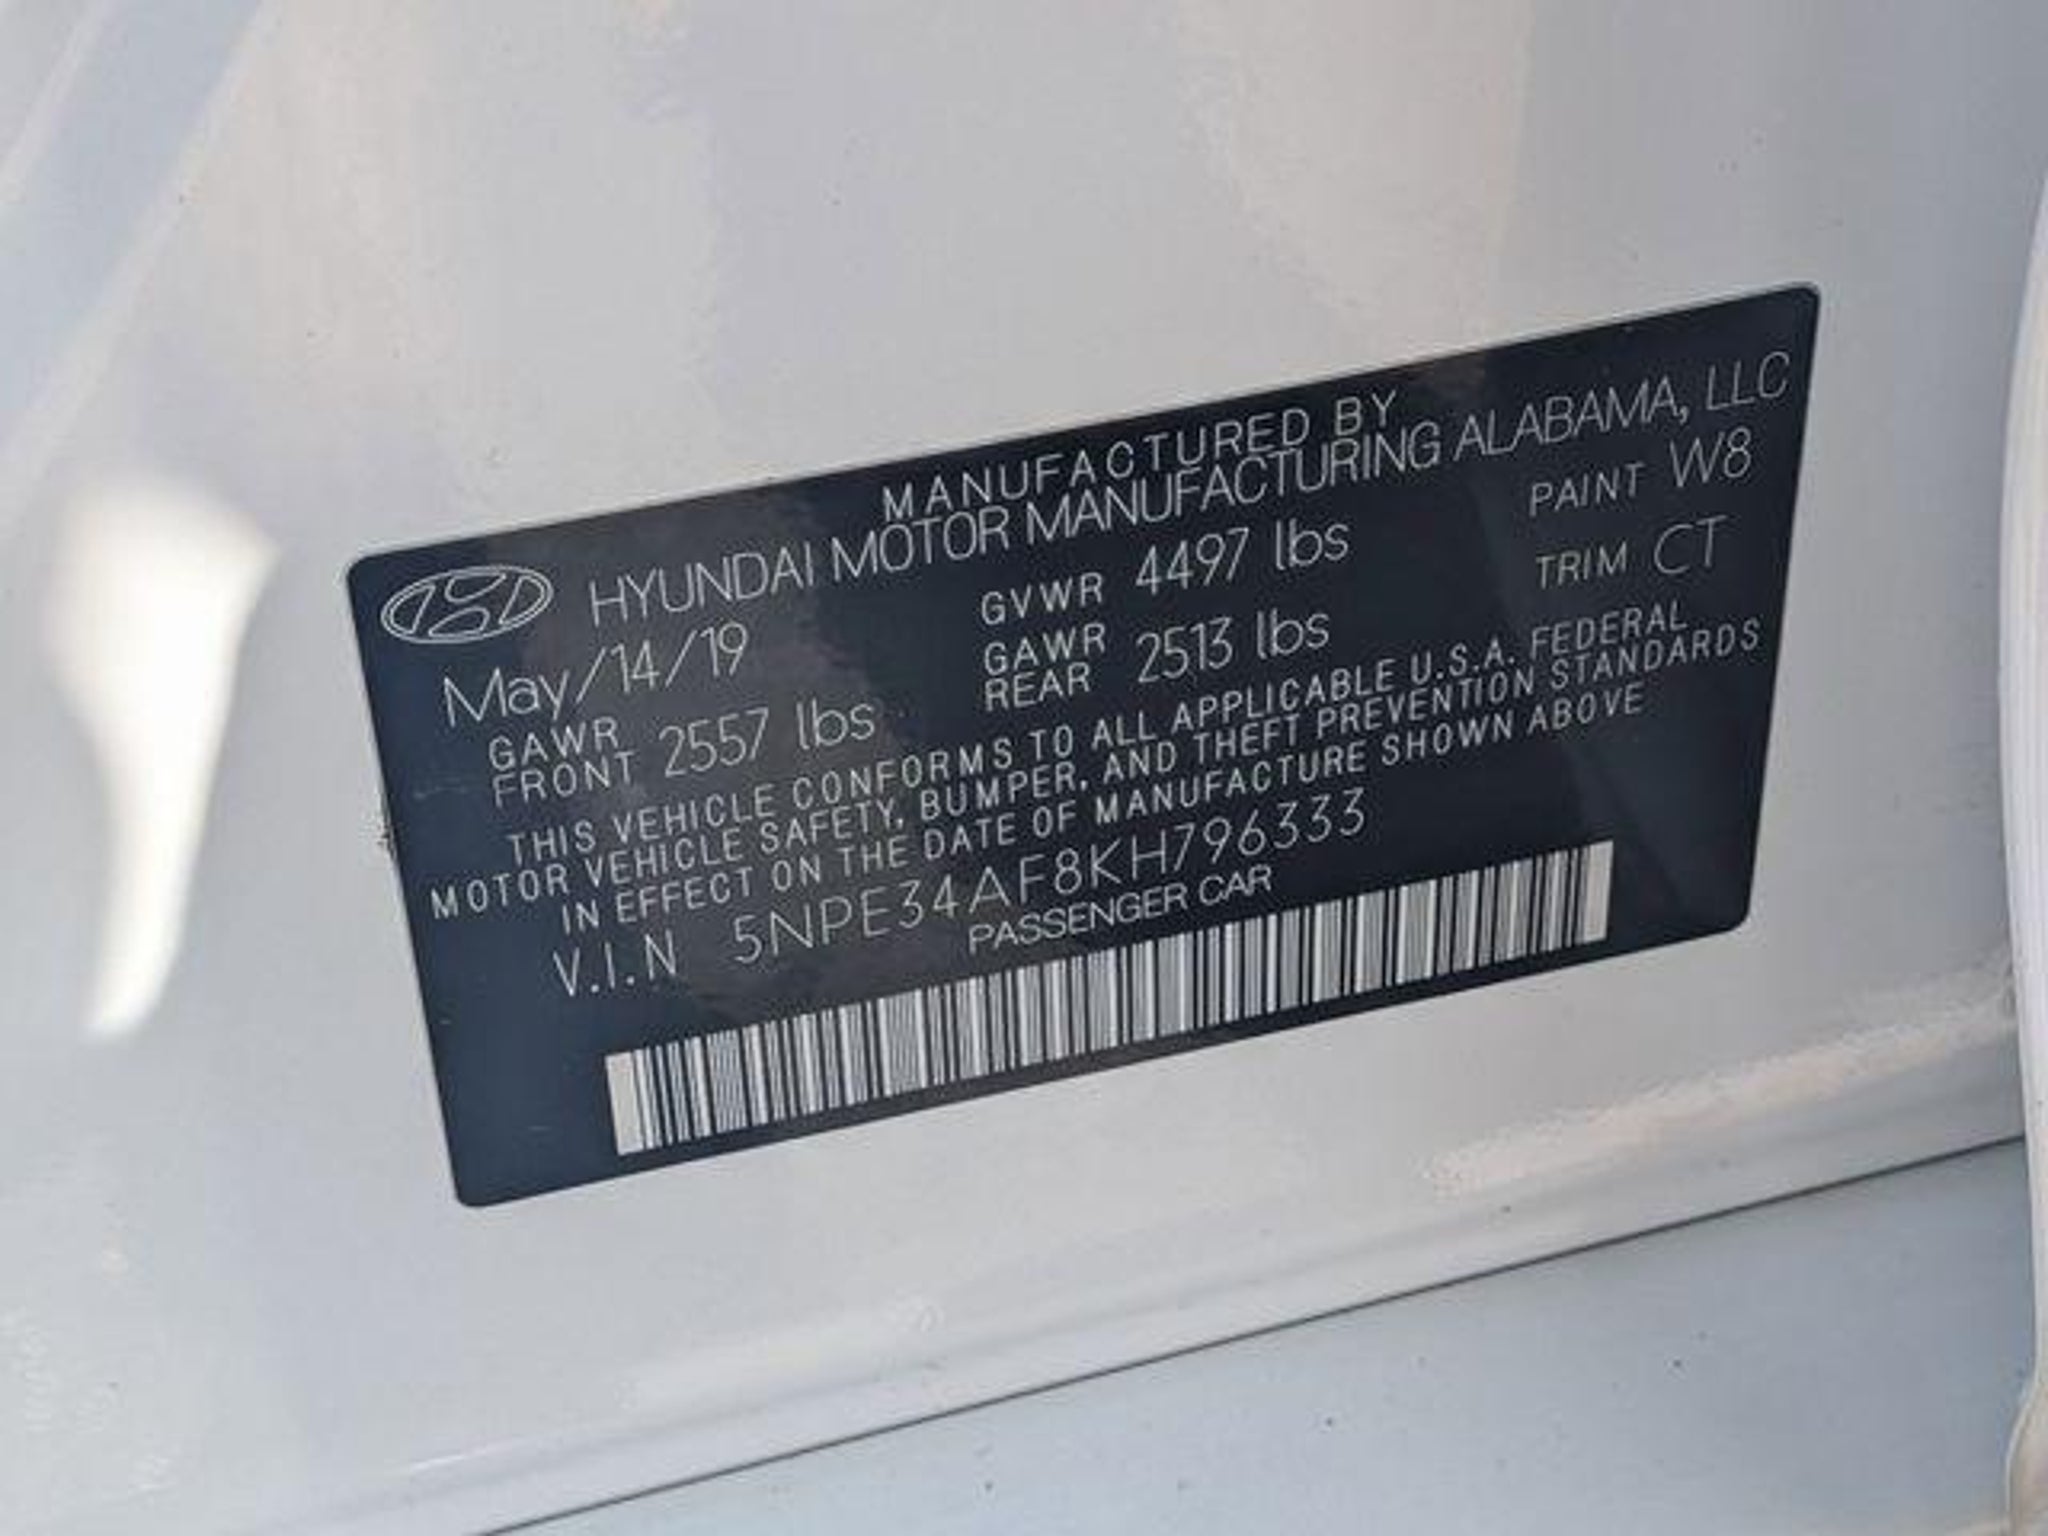 MANUFACTURED BY
HYUNDAI MOTOR MANUFACTURING ALABAMA, LLC
May/14/19 GVWR 4497 lbs PAINT W8
GAWR FRONT 2557 lbs GAWR REAR 2513 lbs TRIM CT
THIS VEHICLE CONFORMS TO ALL APPLICABLE U.S.A. FEDERAL
MOTOR VEHICLE SAFETY, BUMPER, AND THEFT PREVENTION STANDARDS
IN EFFECT ON THE DATE OF MANUFACTURE SHOWN ABOVE
V.I.N 5NPE34AF8KH796333
PASSENGER CAR